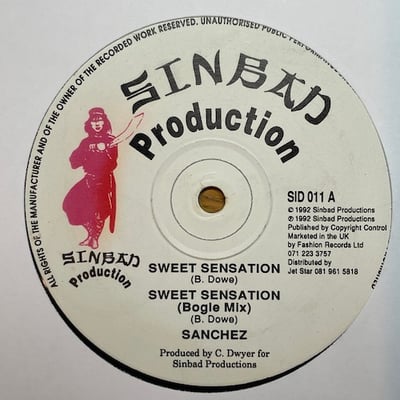 ALL RIGHTS OF THE MANUFACTURER AND OF THE OWNER OF THE RECORDED WORK RESERVED. UNAUTHORISED PUBLIC
SINBAD
Production
SINBAD
Production
SID 011 A
© 1992 Sinbad Productions
℗ 1992 Sinbad Productions
Published by Copyright Control
Marketed in the UK
by Fashion Records Ltd
071 223 3757
Distributed by
Jet Star 081 961 5818
SWEET SENSATION
(B. Dowe)
SWEET SENSATION
(Bogle Mix)
(B. Dowe)
SANCHEZ
Produced by C. Dwyer for
Sinbad Productions